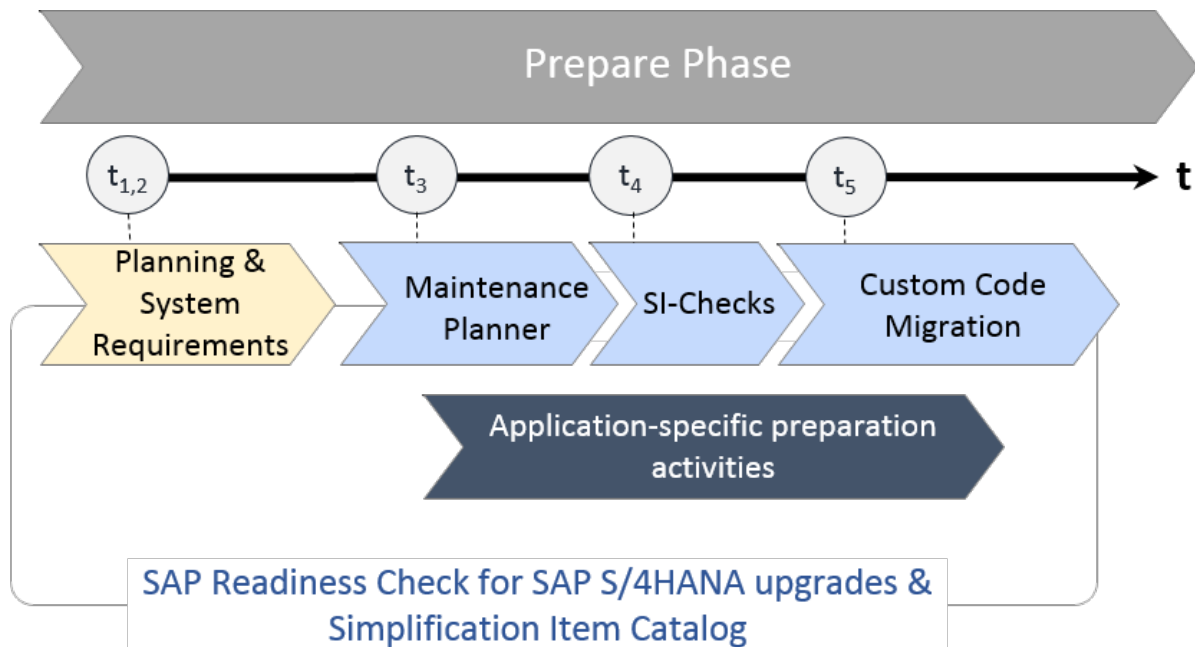 Prepare Phase
t1,2
t3
t4
t5
t
Planning &
System
Requirements
Maintenance
Planner
SI-Checks
Custom Code
Migration
Application-specific preparation
activities
SAP Readiness Check for SAP S/4HANA upgrades &
Simplification Item Catalog